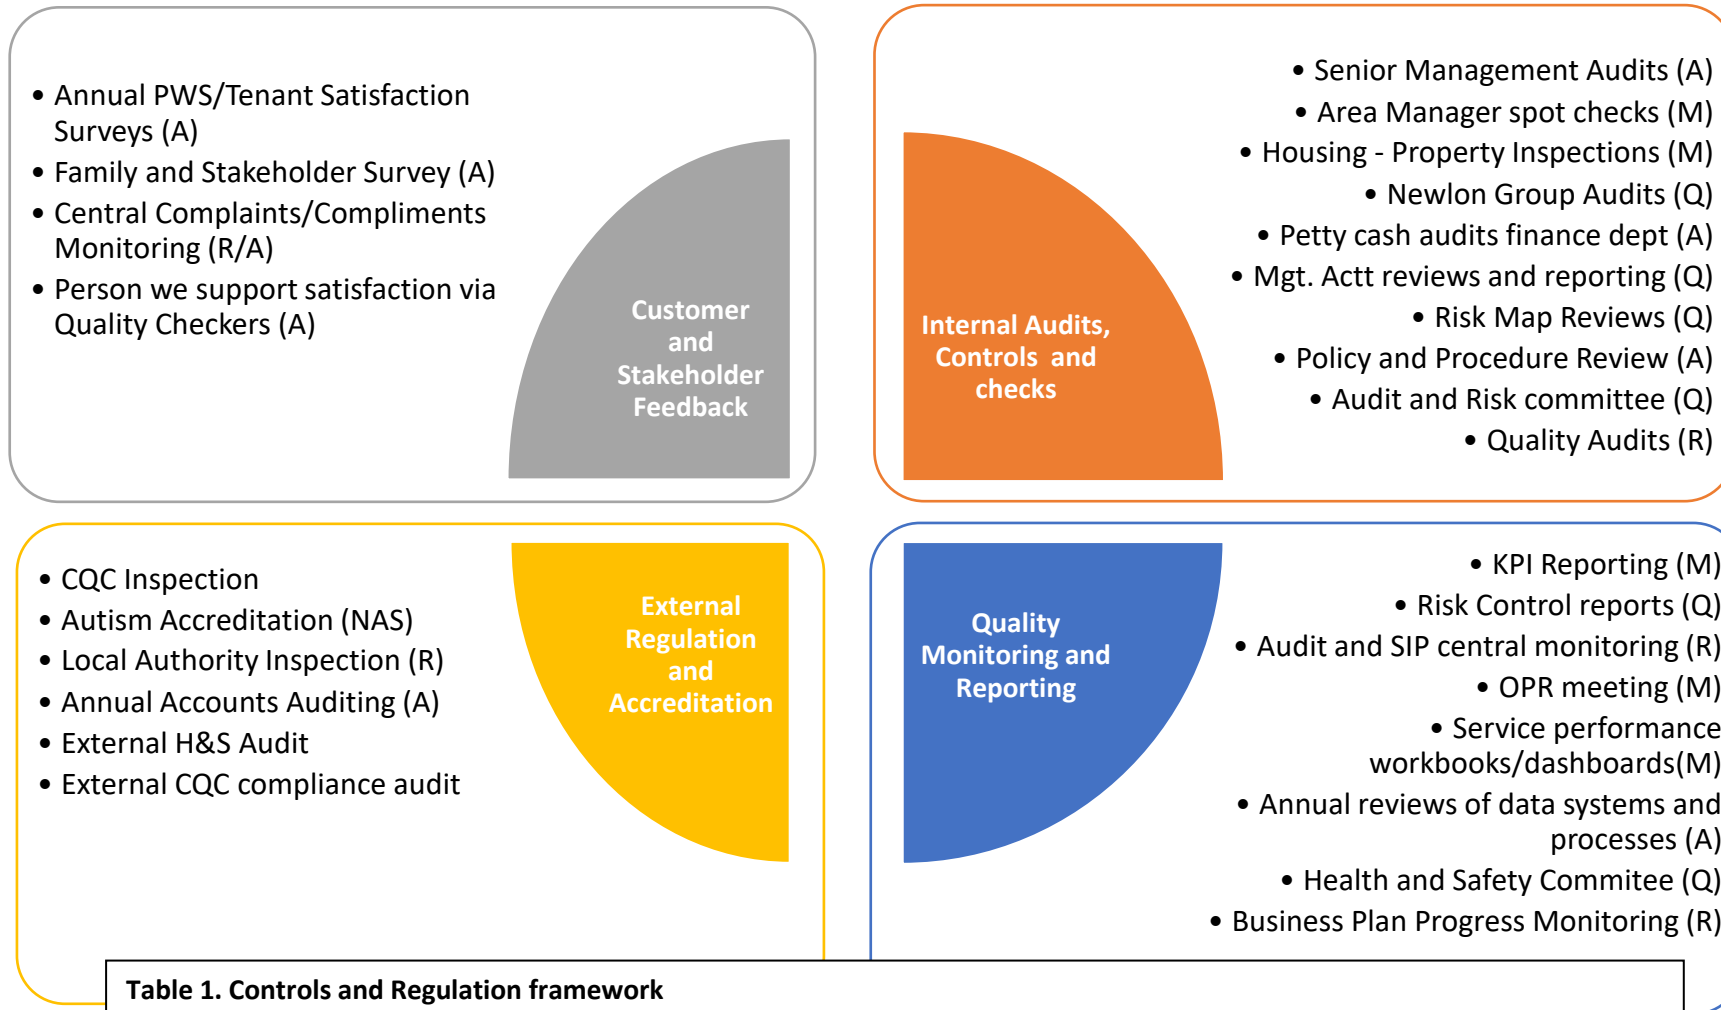 • Annual PWS/Tenant Satisfaction
Surveys (A)
• Family and Stakeholder Survey (A)
• Central Complaints/Compliments
Monitoring (R/A)
• Person we support satisfaction via
Quality Checkers (A)
Customer
and
Stakeholder
Feedback
• Senior Management Audits (A)
• Area Manager spot checks (M)
• Housing - Property Inspections (M)
• Newlon Group Audits (Q)
• Petty cash audits finance dept (A)
• Mgt. Actt reviews and reporting (Q)
• Risk Map Reviews (Q)
• Policy and Procedure Review (A)
• Audit and Risk committee (Q)
• Quality Audits (R)
Internal Audits,
Controls and
checks
• CQC Inspection
• Autism Accreditation (NAS)
• Local Authority Inspection (R)
• Annual Accounts Auditing (A)
• External H&S Audit
• External CQC compliance audit
External
Regulation
and
Accreditation
Quality
Monitoring and
Reporting
• KPI Reporting (M)
• Risk Control reports (Q)
• Audit and SIP central monitoring (R)
• OPR meeting (M)
• Service performance
workbooks/dashboards(M)
• Annual reviews of data systems and
processes (A)
• Health and Safety Commitee (Q)
• Business Plan Progress Monitoring (R)
Table 1. Controls and Regulation framework